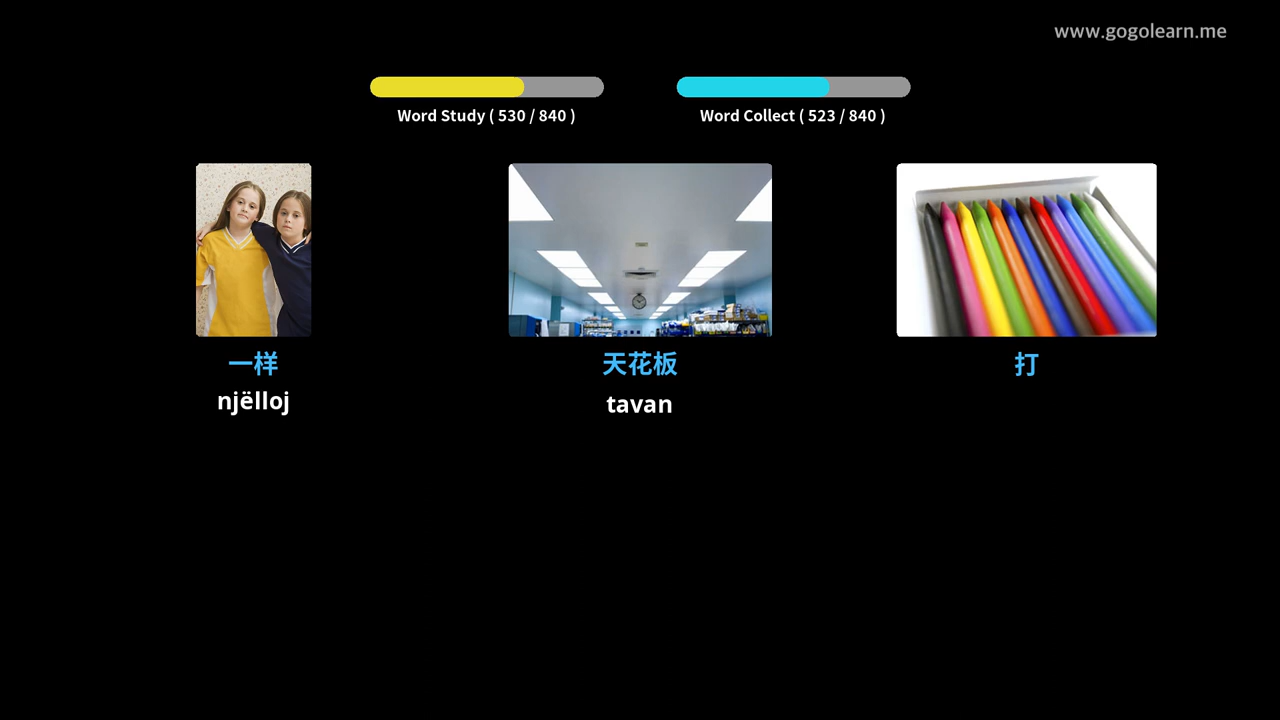 www.gogolearn.me
Word Study ( 530 / 840 )
Word Collect ( 523 / 840 )
一样
天花板
打
njëlloj
tavan